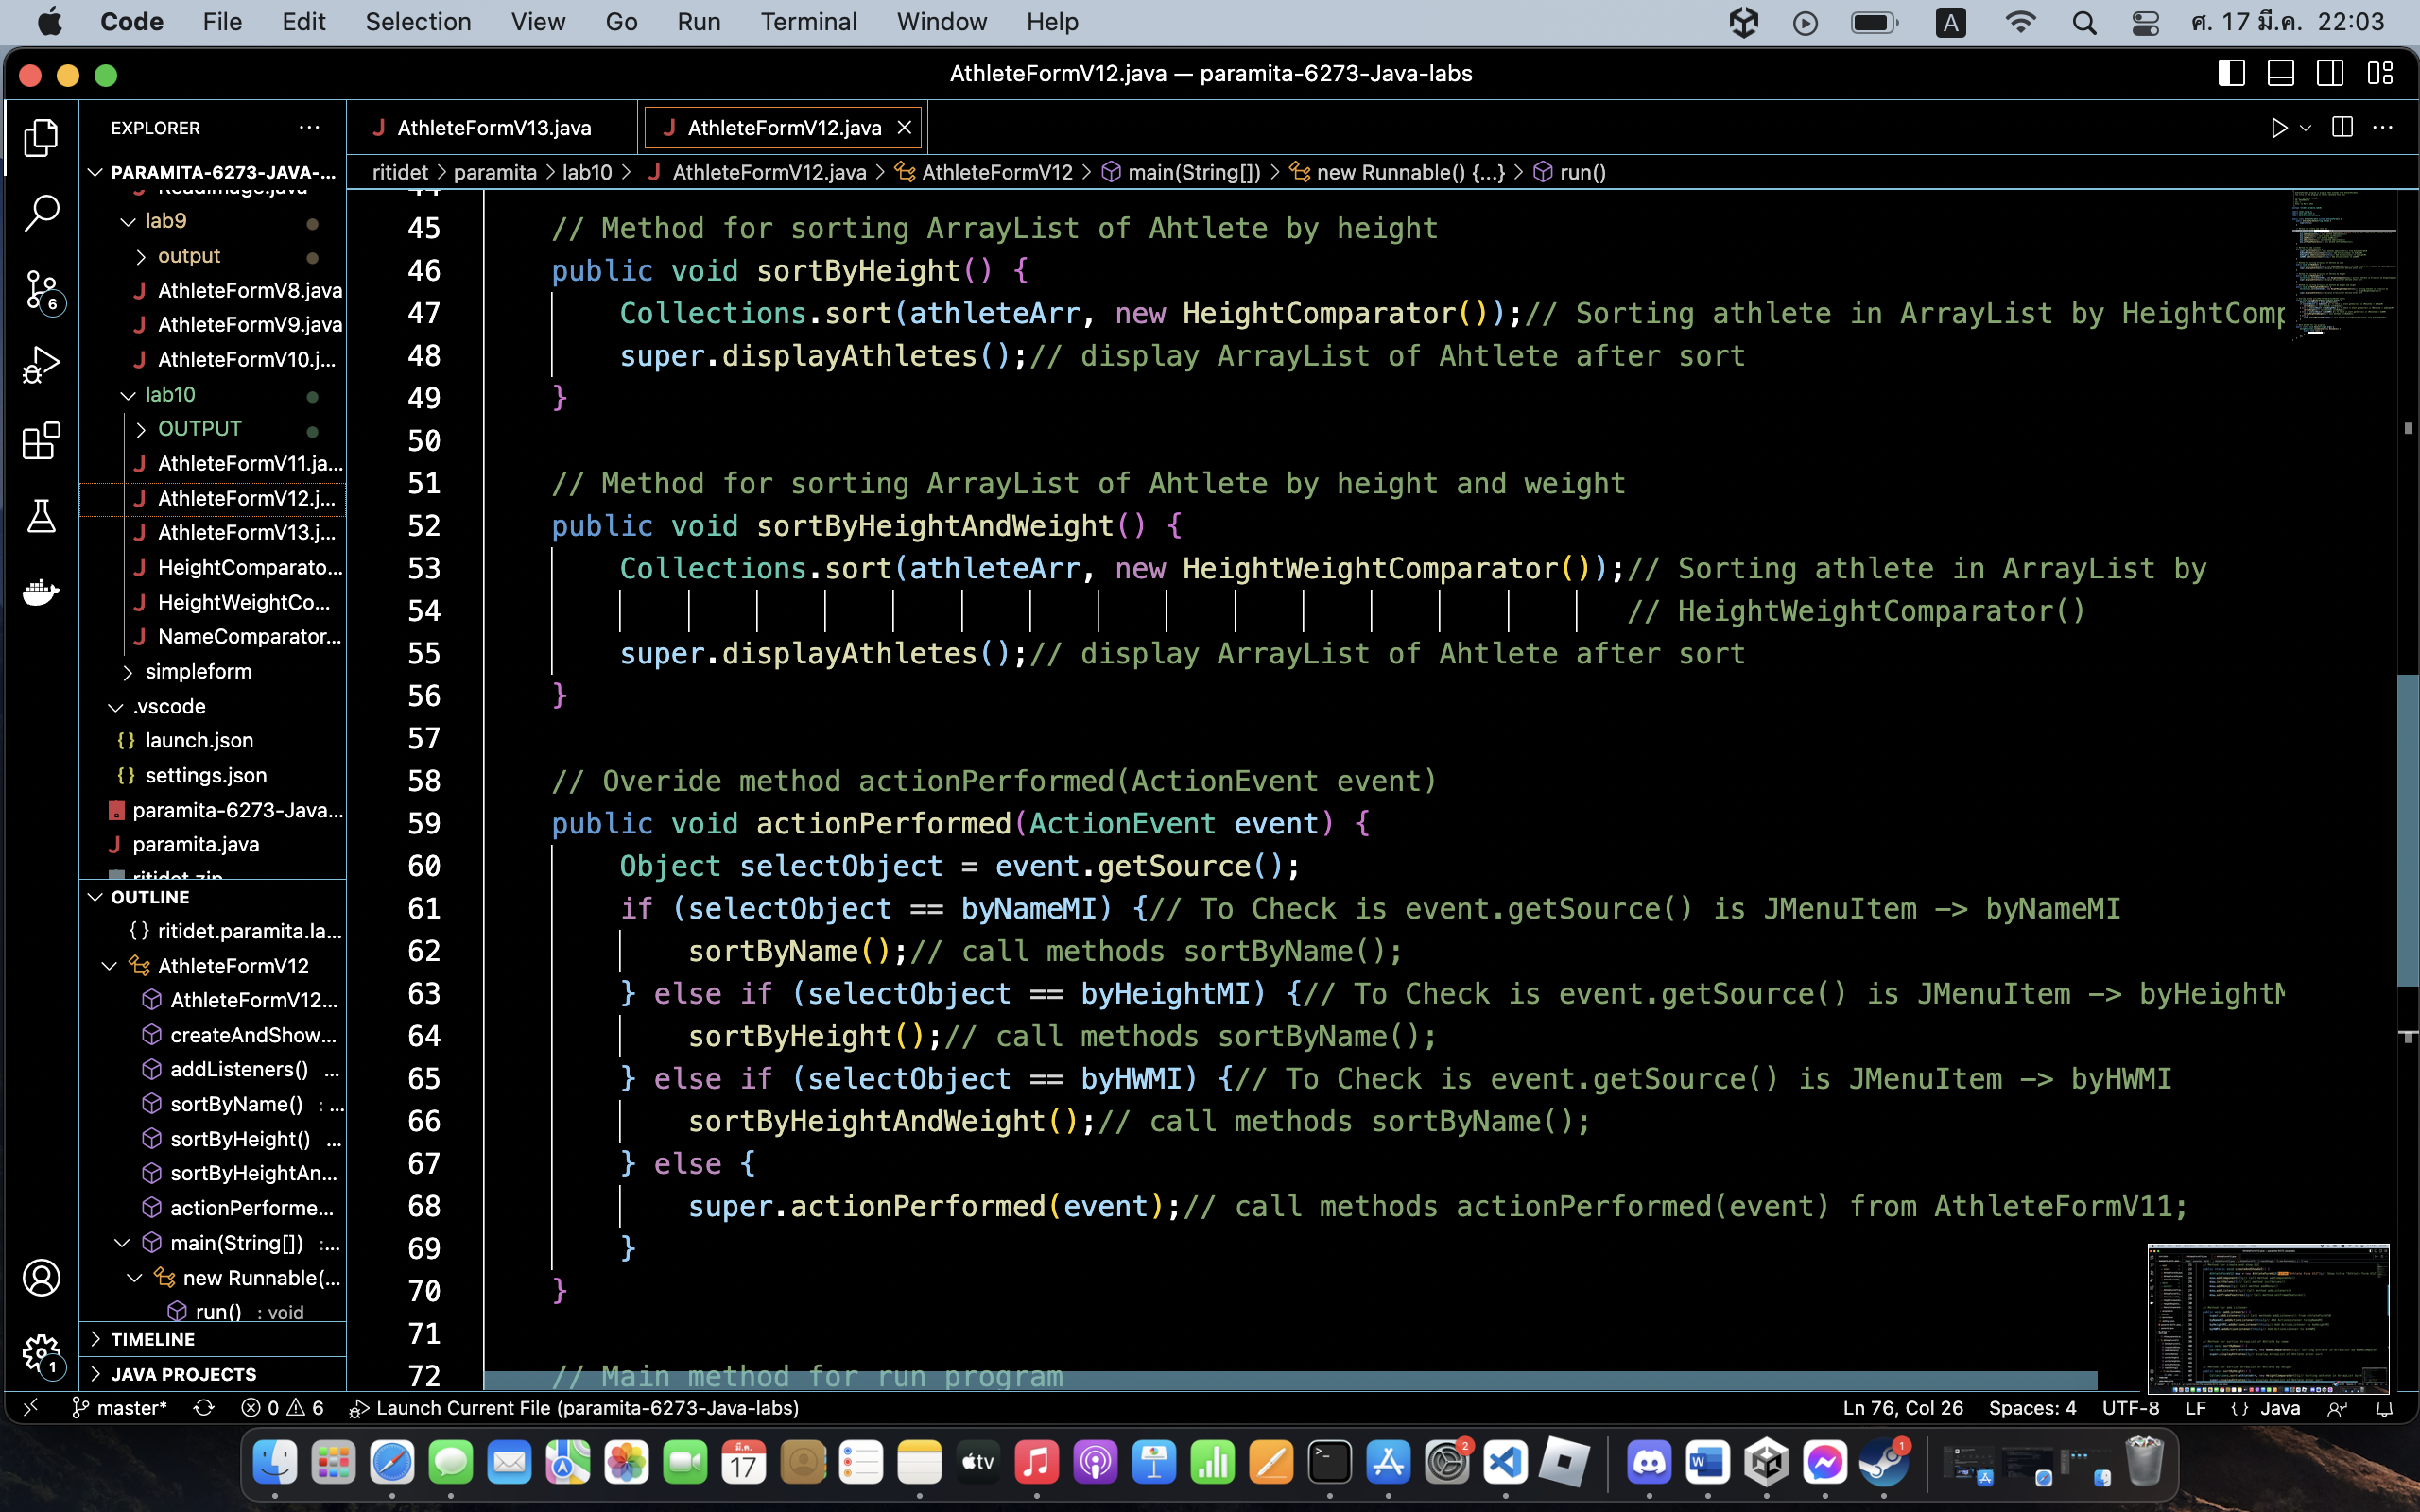 Code File Edit Selection View Go Run Terminal Window Help A ศ. 17 มี.ค. 22:03
AthleteFormV12.java — paramita-6273-Java-labs
EXPLORER
PARAMITA-6273-JAVA-...
ReadImage.java
lab9
output
AthleteFormV8.java
AthleteFormV9.java
AthleteFormV10.j...
lab10
OUTPUT
AthleteFormV11.ja...
AthleteFormV12.j...
AthleteFormV13.j...
HeightComparato...
HeightWeightCo...
NameComparator...
simpleform
.vscode
launch.json
settings.json
paramita-6273-Java...
paramita.java
ritidet.zip
OUTLINE
ritidet.paramita.la...
AthleteFormV12
AthleteFormV12...
createAndShow...
addListeners() ...
sortByName() : ...
sortByHeight() ...
sortByHeightAn...
actionPerforme...
main(String[]) :...
new Runnable(...
run() : void
TIMELINE
JAVA PROJECTS
6
1
AthleteFormV13.java AthleteFormV12.java
ritidet > paramita > lab10 > AthleteFormV12.java > AthleteFormV12 > main(String[]) > new Runnable() {...} > run()
44
45 // Method for sorting ArrayList of Ahtlete by height
46 public void sortByHeight() {
47 Collections.sort(athleteArr, new HeightComparator());// Sorting athlete in ArrayList by HeightComp
48 super.displayAthletes();// display ArrayList of Ahtlete after sort
49 }
50
51 // Method for sorting ArrayList of Ahtlete by height and weight
52 public void sortByHeightAndWeight() {
53 Collections.sort(athleteArr, new HeightWeightComparator());// Sorting athlete in ArrayList by
54 // HeightWeightComparator()
55 super.displayAthletes();// display ArrayList of Ahtlete after sort
56 }
57
58 // Overide method actionPerformed(ActionEvent event)
59 public void actionPerformed(ActionEvent event) {
60 Object selectObject = event.getSource();
61 if (selectObject == byNameMI) {// To Check is event.getSource() is JMenuItem -> byNameMI
62 sortByName();// call methods sortByName();
63 } else if (selectObject == byHeightMI) {// To Check is event.getSource() is JMenuItem -> byHeightM
64 sortByHeight();// call methods sortByName();
65 } else if (selectObject == byHWMI) {// To Check is event.getSource() is JMenuItem -> byHWMI
66 sortByHeightAndWeight();// call methods sortByName();
67 } else {
68 super.actionPerformed(event);// call methods actionPerformed(event) from AthleteFormV11;
69 }
70 }
71
72 // Main method for run program
master* 0 6 Launch Current File (paramita-6273-Java-labs) Ln 76, Col 26 Spaces: 4 UTF-8 LF {} Java
มี.ค.
17
tv
2
W
1